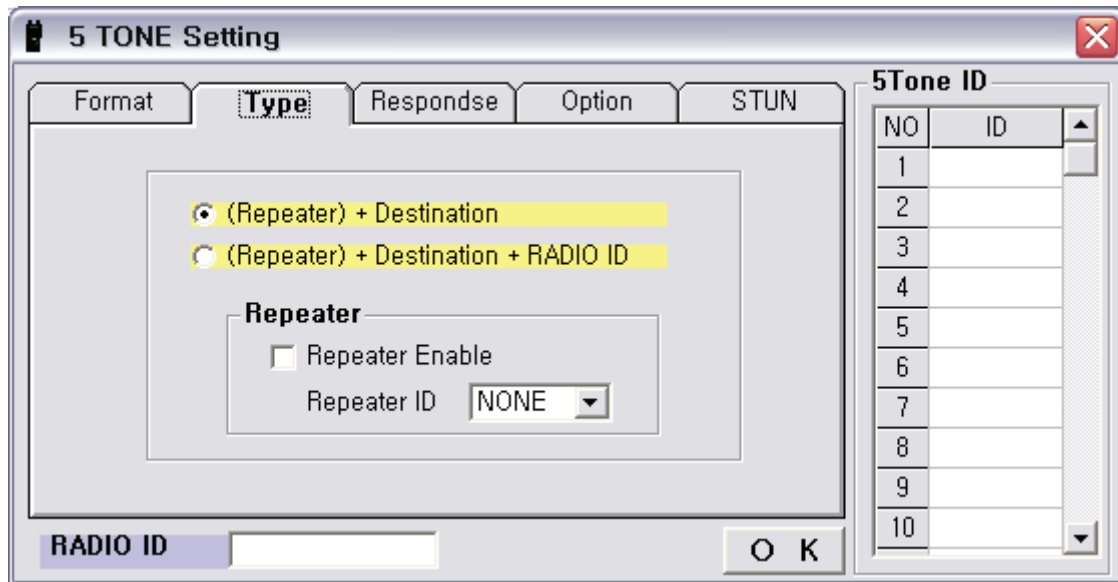 5 TONE Setting
Format Type Respondse Option STUN
(Repeater) + Destination
(Repeater) + Destination + RADIO ID
Repeater
Repeater Enable
Repeater ID NONE
RADIO ID
O K
5Tone ID
NO ID
1
2
3
4
5
6
7
8
9
10